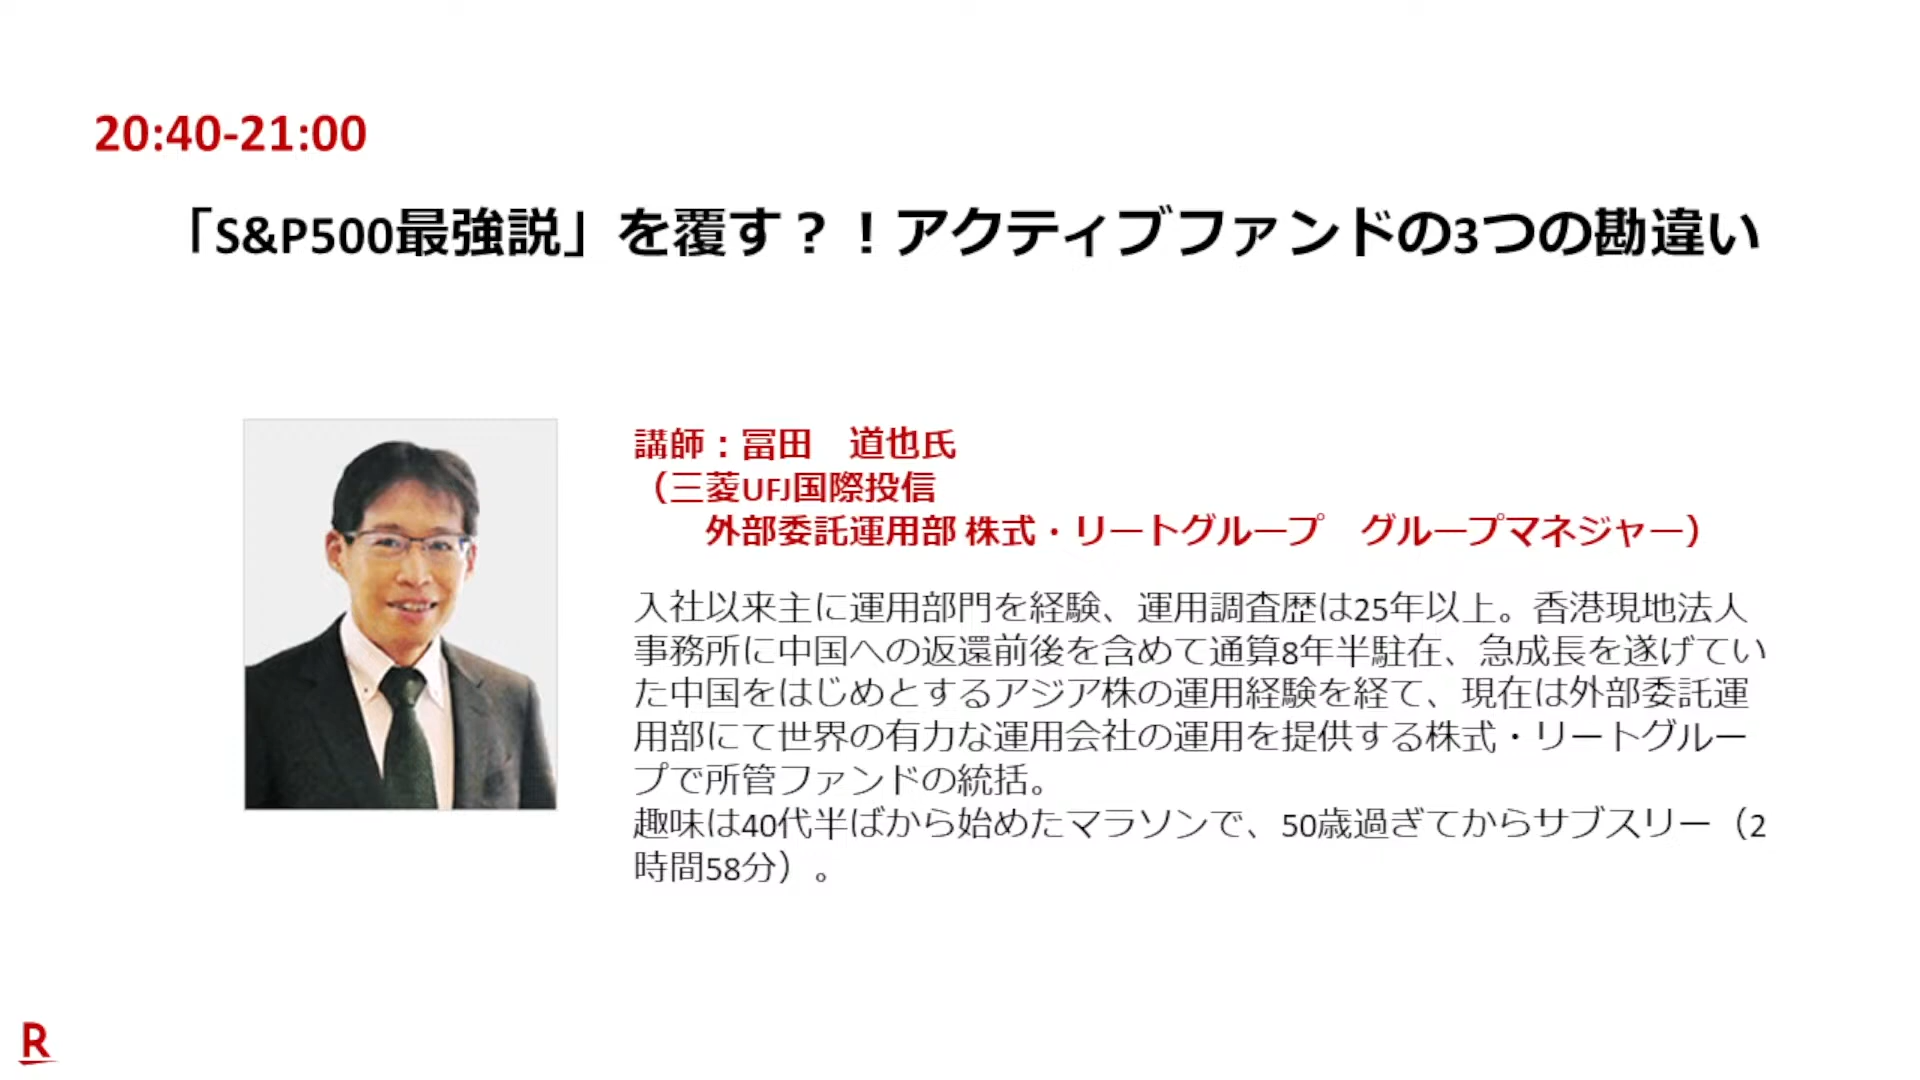 20:40-21:00
「S&P500最強説」を覆す？！アクティブファンドの3つの勘違い
講師：冨田　道也氏
（三菱UFJ国際投信
外部委託運用部 株式・リートグループ　グループマネジャー）
入社以来主に運用部門を経験、運用調査歴は25年以上。香港現地法人
事務所に中国への返還前後を含めて通算8年半駐在、急成長を遂げてい
た中国をはじめとするアジア株の運用経験を経て、現在は外部委託運
用部にて世界の有力な運用会社の運用を提供する株式・リートグルー
プで所管ファンドの統括。
趣味は40代半ばから始めたマラソンで、50歳過ぎてからサブスリー（2
時間58分）。
R